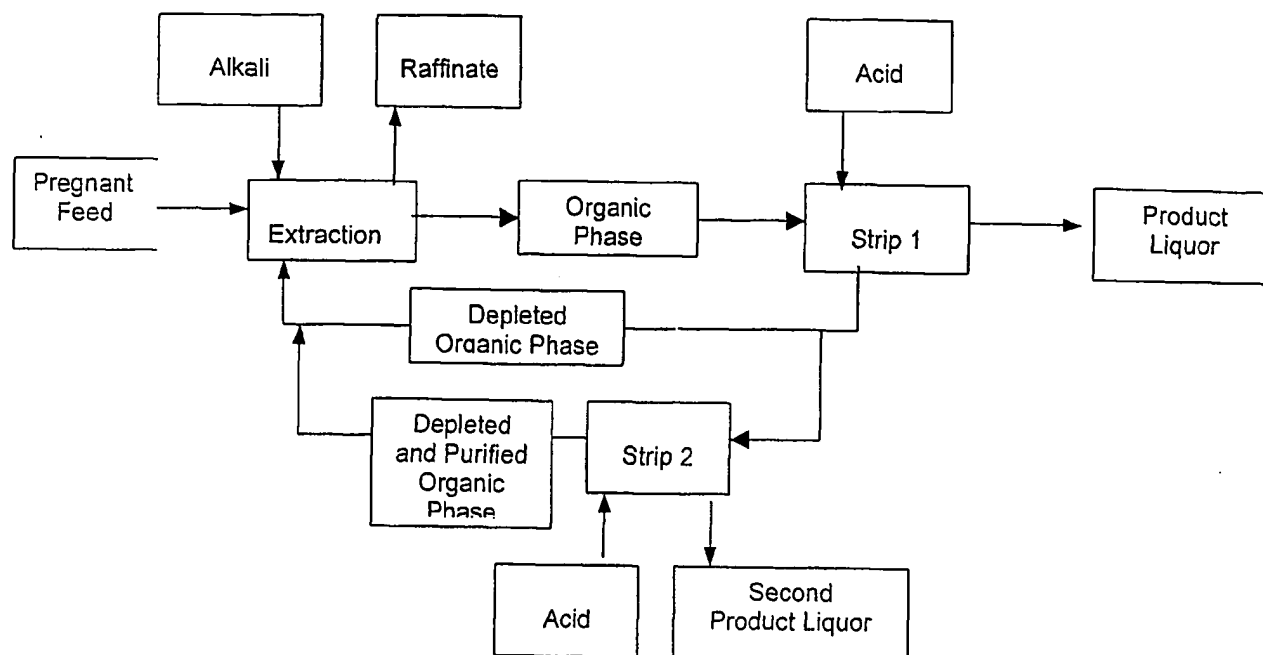 Alkali
Raffinate
Acid
Pregnant
Feed
Extraction
Organic
Phase
Strip 1
Product
Liquor
Depleted
Organic Phase
Depleted
and Purified
Organic
Phase
Strip 2
Acid
Second
Product Liquor